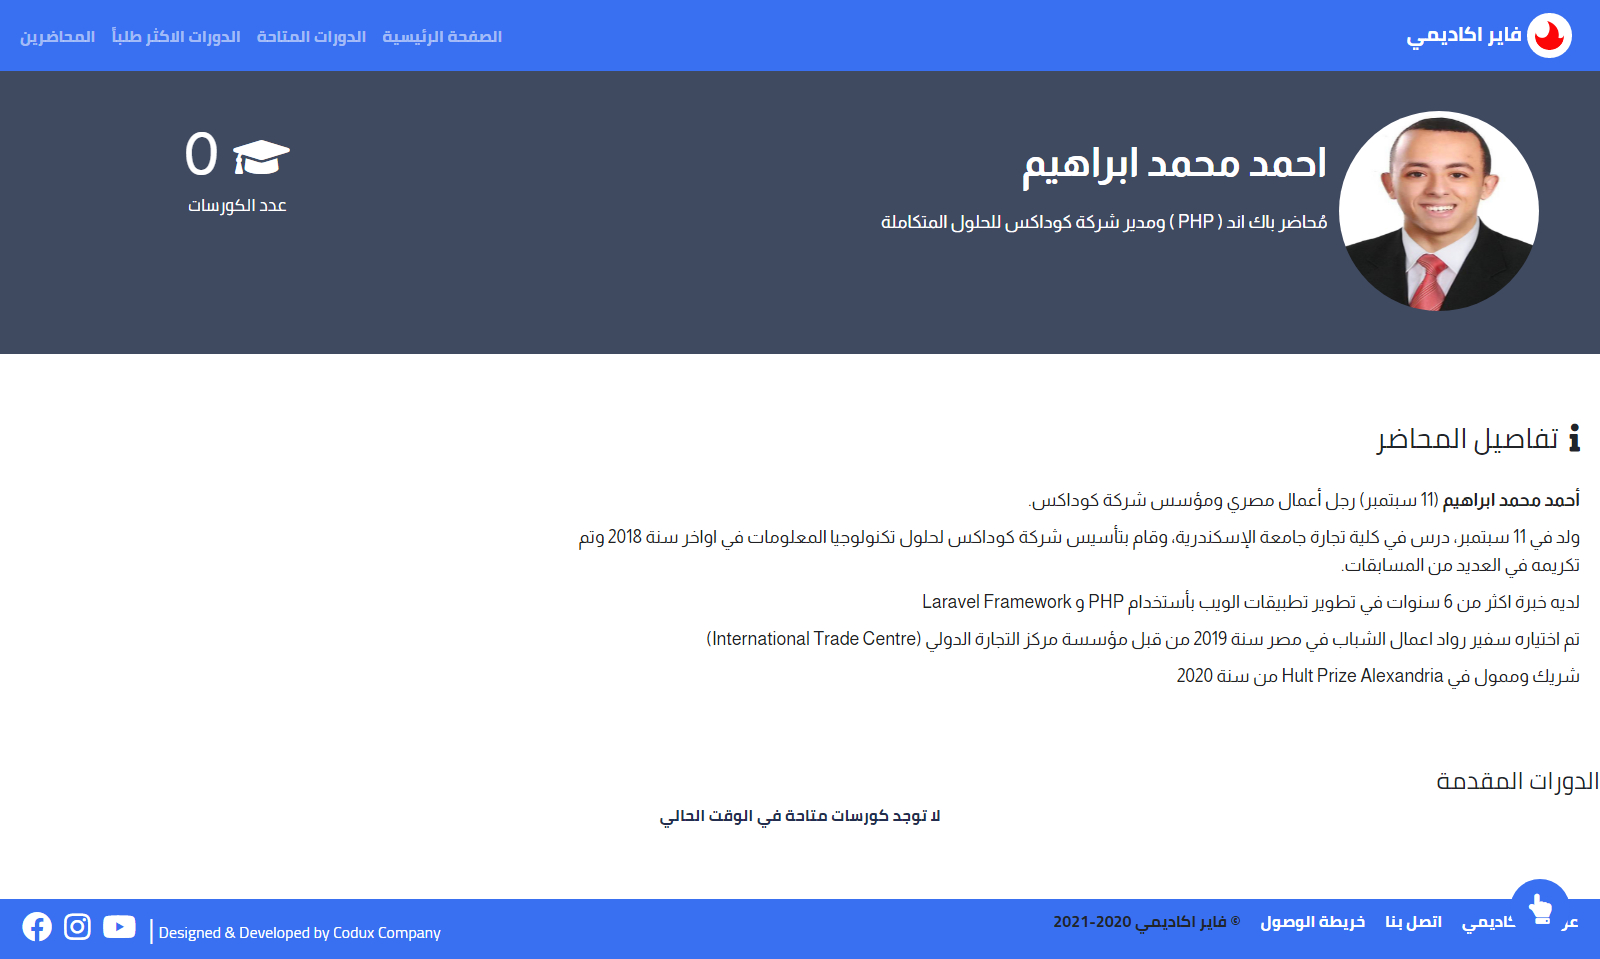 فاير اكاديمي
الصفحة الرئيسية الدورات المتاحة الدورات الاكثر طلباً المحاضرين
احمد محمد ابراهيم
مُحاضر باك اند ( PHP ) ومدير شركة كوداكس للحلول المتكاملة
0
عدد الكورسات
تفاصيل المحاضر
أحمد محمد ابراهيم (11 سبتمبر) رجل أعمال مصري ومؤسس شركة كوداكس.
ولد في 11 سبتمبر، درس في كلية تجارة جامعة الإسكندرية، وقام بتأسيس شركة كوداكس لحلول تكنولوجيا المعلومات في اواخر سنة 2018 وتم
تكريمه في العديد من المسابقات.
لديه خبرة اكثر من 6 سنوات في تطوير تطبيقات الويب بأستخدام PHP و Laravel Framework
تم اختياره سفير رواد اعمال الشباب في مصر سنة 2019 من قبل مؤسسة مركز التجارة الدولي (International Trade Centre)
شريك وممول في Hult Prize Alexandria من سنة 2020
الدورات المقدمة
لا توجد كورسات متاحة في الوقت الحالي
اتصل بنا خريطة الوصول © فاير اكاديمي 2020-2021
| Designed & Developed by Codux Company